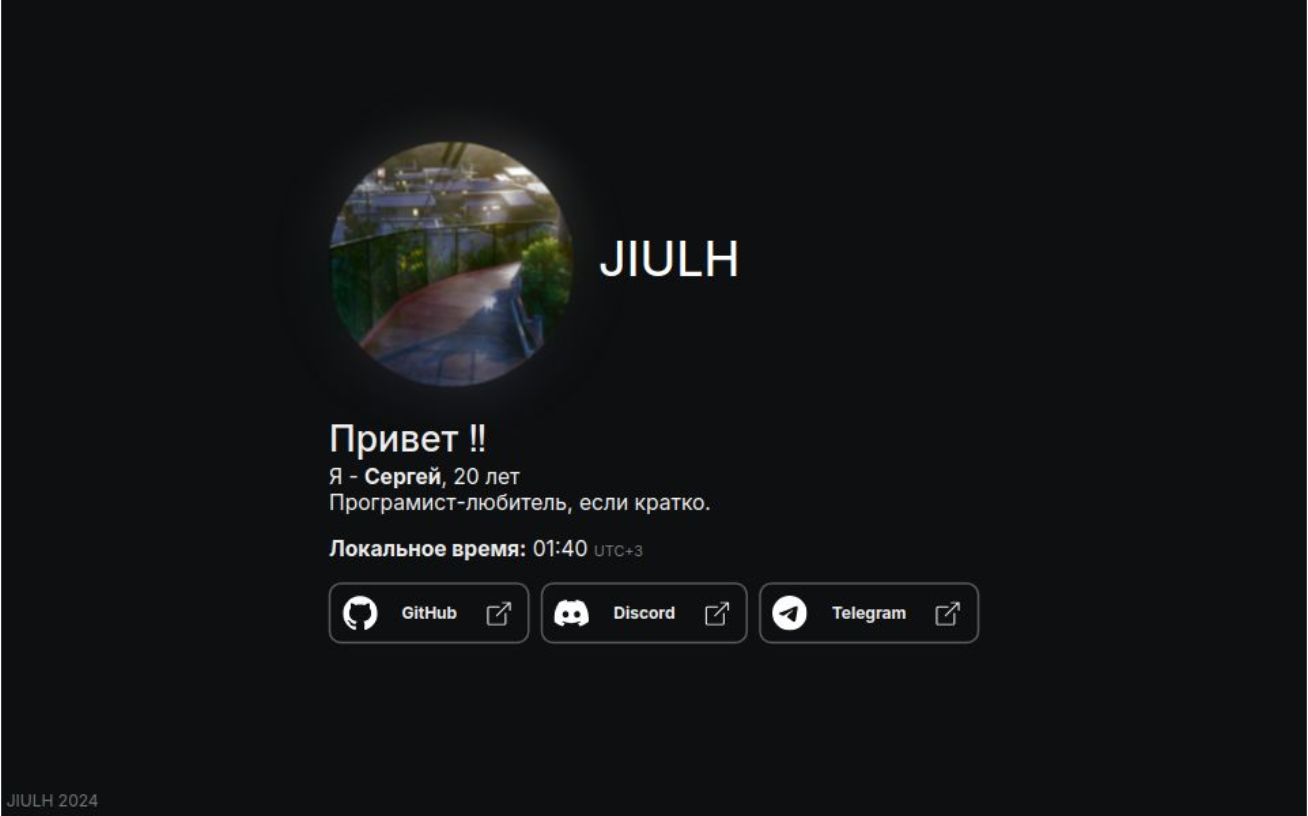 JIULH
Привет !!
Я - Сергей, 20 лет
Програмист-любитель, если кратко.
Локальное время: 01:40 UTC+3
GitHub
Discord
Telegram
JIULH 2024